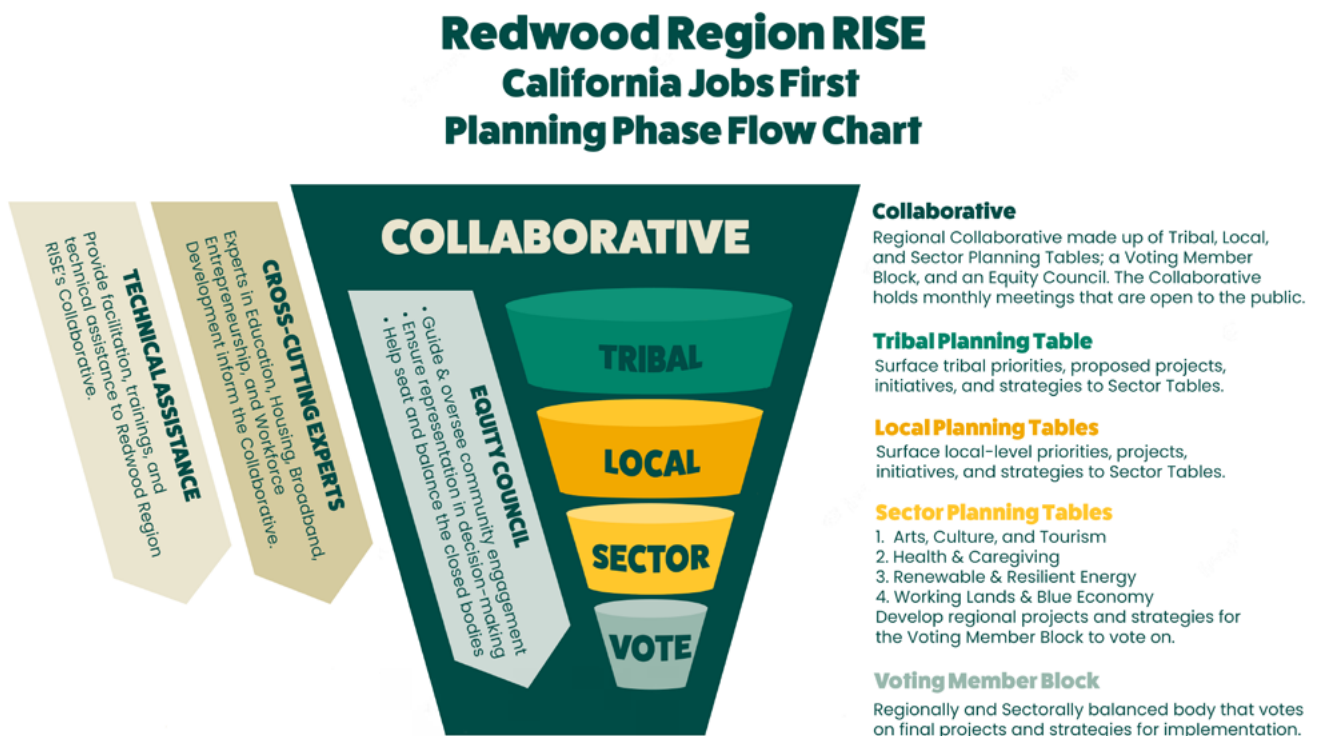 Redwood Region RISE
California Jobs First
Planning Phase Flow Chart
TECHNICAL ASSISTANCE
Provide facilitation, trainings, and
technical assistance to Redwood Region
RISE's Collaborative.
CROSS-CUTTING EXPERTS
Experts in Education, Housing, Broadband,
Entrepreneurship, and Workforce
Development inform the Collaborative.
COLLABORATIVE
EQUITY COUNCIL
• Guide & oversee community engagement
• Ensure representation in decision-making
• Help seat and balance the closed bodies
TRIBAL
LOCAL
SECTOR
VOTE
Collaborative
Regional Collaborative made up of Tribal, Local,
and Sector Planning Tables; a Voting Member
Block, and an Equity Council. The Collaborative
holds monthly meetings that are open to the public.
Tribal Planning Table
Surface tribal priorities, proposed projects,
initiatives, and strategies to Sector Tables.
Local Planning Tables
Surface local-level priorities, projects,
initiatives, and strategies to Sector Tables.
Sector Planning Tables
1. Arts, Culture, and Tourism
2. Health & Caregiving
3. Renewable & Resilient Energy
4. Working Lands & Blue Economy
Develop regional projects and strategies for
the Voting Member Block to vote on.
Voting Member Block
Regionally and Sectorally balanced body that votes
on final projects and strategies for implementation.